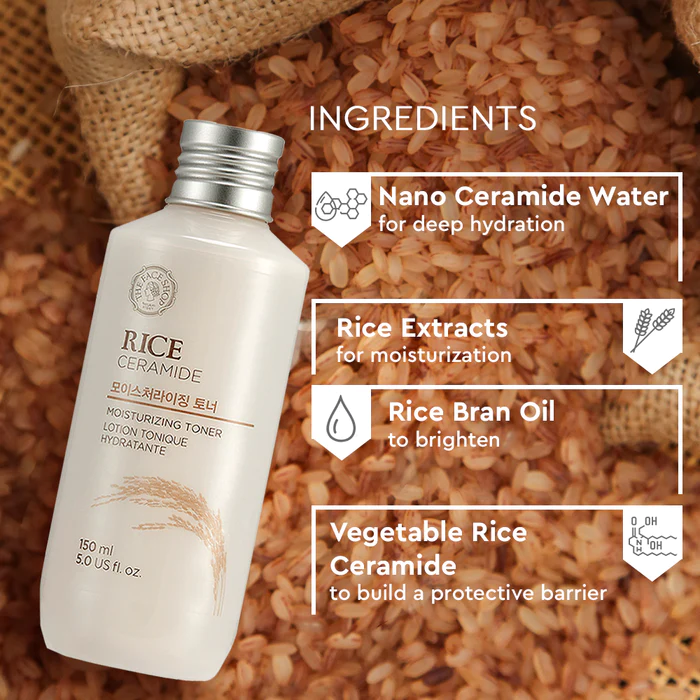 INGREDIENTS
Nano Ceramide Water
for deep hydration
Rice Extracts
for moisturization
Rice Bran Oil
to brighten
Vegetable Rice
Ceramide
to build a protective barrier
O OH
N OH
H
THE FACE SHOP
RICE
CERAMIDE
모이스처라이징 토너
MOISTURIZING TONER
LOTION TONIQUE
HYDRATANTE
150 ml
5.0 US fl. oz.